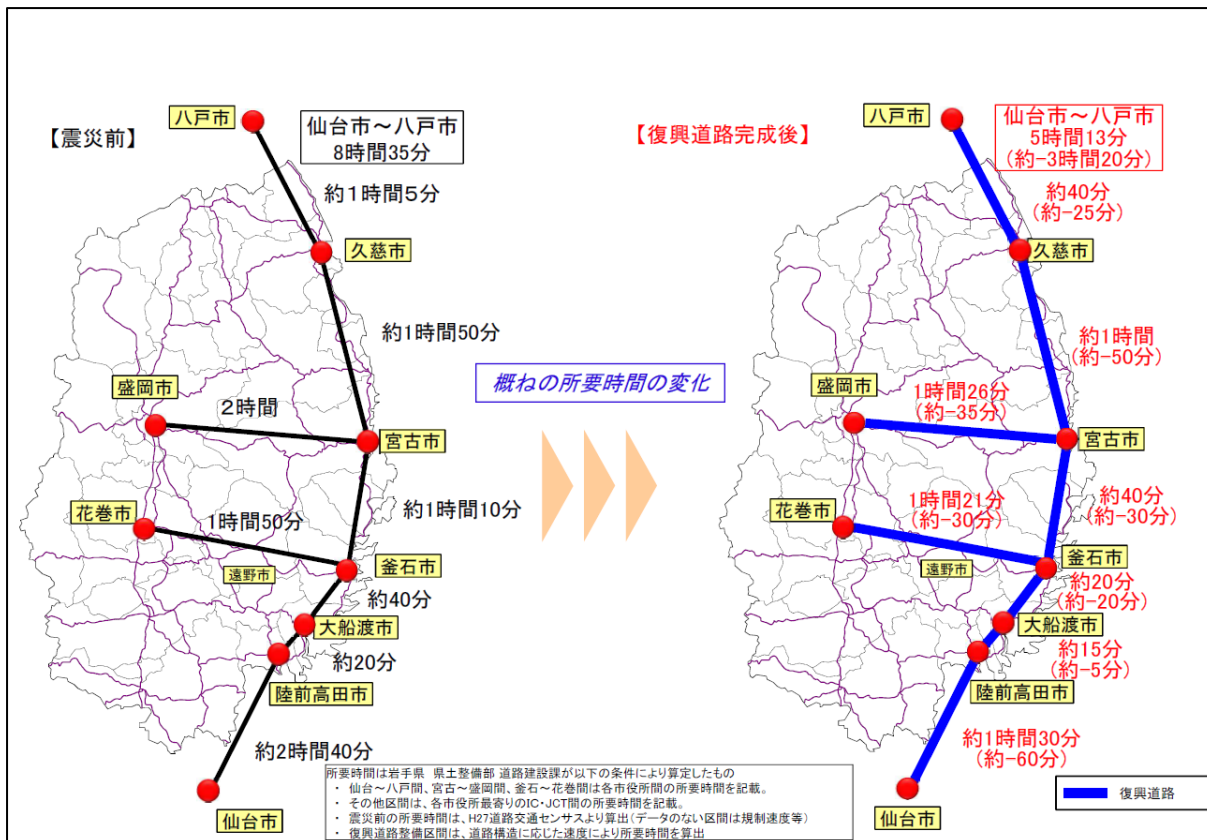 八戸市
【震災前】
仙台市～八戸市
8時間35分
約1時間5分
久慈市
約1時間50分
盛岡市
2時間
宮古市
花巻市
1時間50分
約1時間10分
遠野市
釜石市
約40分
大船渡市
約20分
陸前高田市
約2時間40分
仙台市
概ねの所要時間の変化
八戸市
【復興道路完成後】
仙台市～八戸市
5時間13分
(約-3時間20分)
約40分
(約-25分)
久慈市
約1時間
(約-50分)
盛岡市
1時間26分
(約-35分)
宮古市
花巻市
1時間21分
(約-30分)
約40分
(約-30分)
遠野市
釜石市
約20分
(約-20分)
大船渡市
約15分
(約-5分)
陸前高田市
約1時間30分
(約-60分)
仙台市
所要時間は岩手県 県土整備部 道路建設課が以下の条件により算定したもの
・ 仙台～八戸間、宮古～盛岡間、釜石～花巻間は各市役所間の所要時間を記載。
・ その他区間は、各市役所最寄りのIC・JCT間の所要時間を記載。
・ 震災前の所要時間は、H27道路交通センサスより算出(データのない区間は規制速度等)
・ 復興道路整備区間は、道路構造に応じた速度により所要時間を算出
復興道路